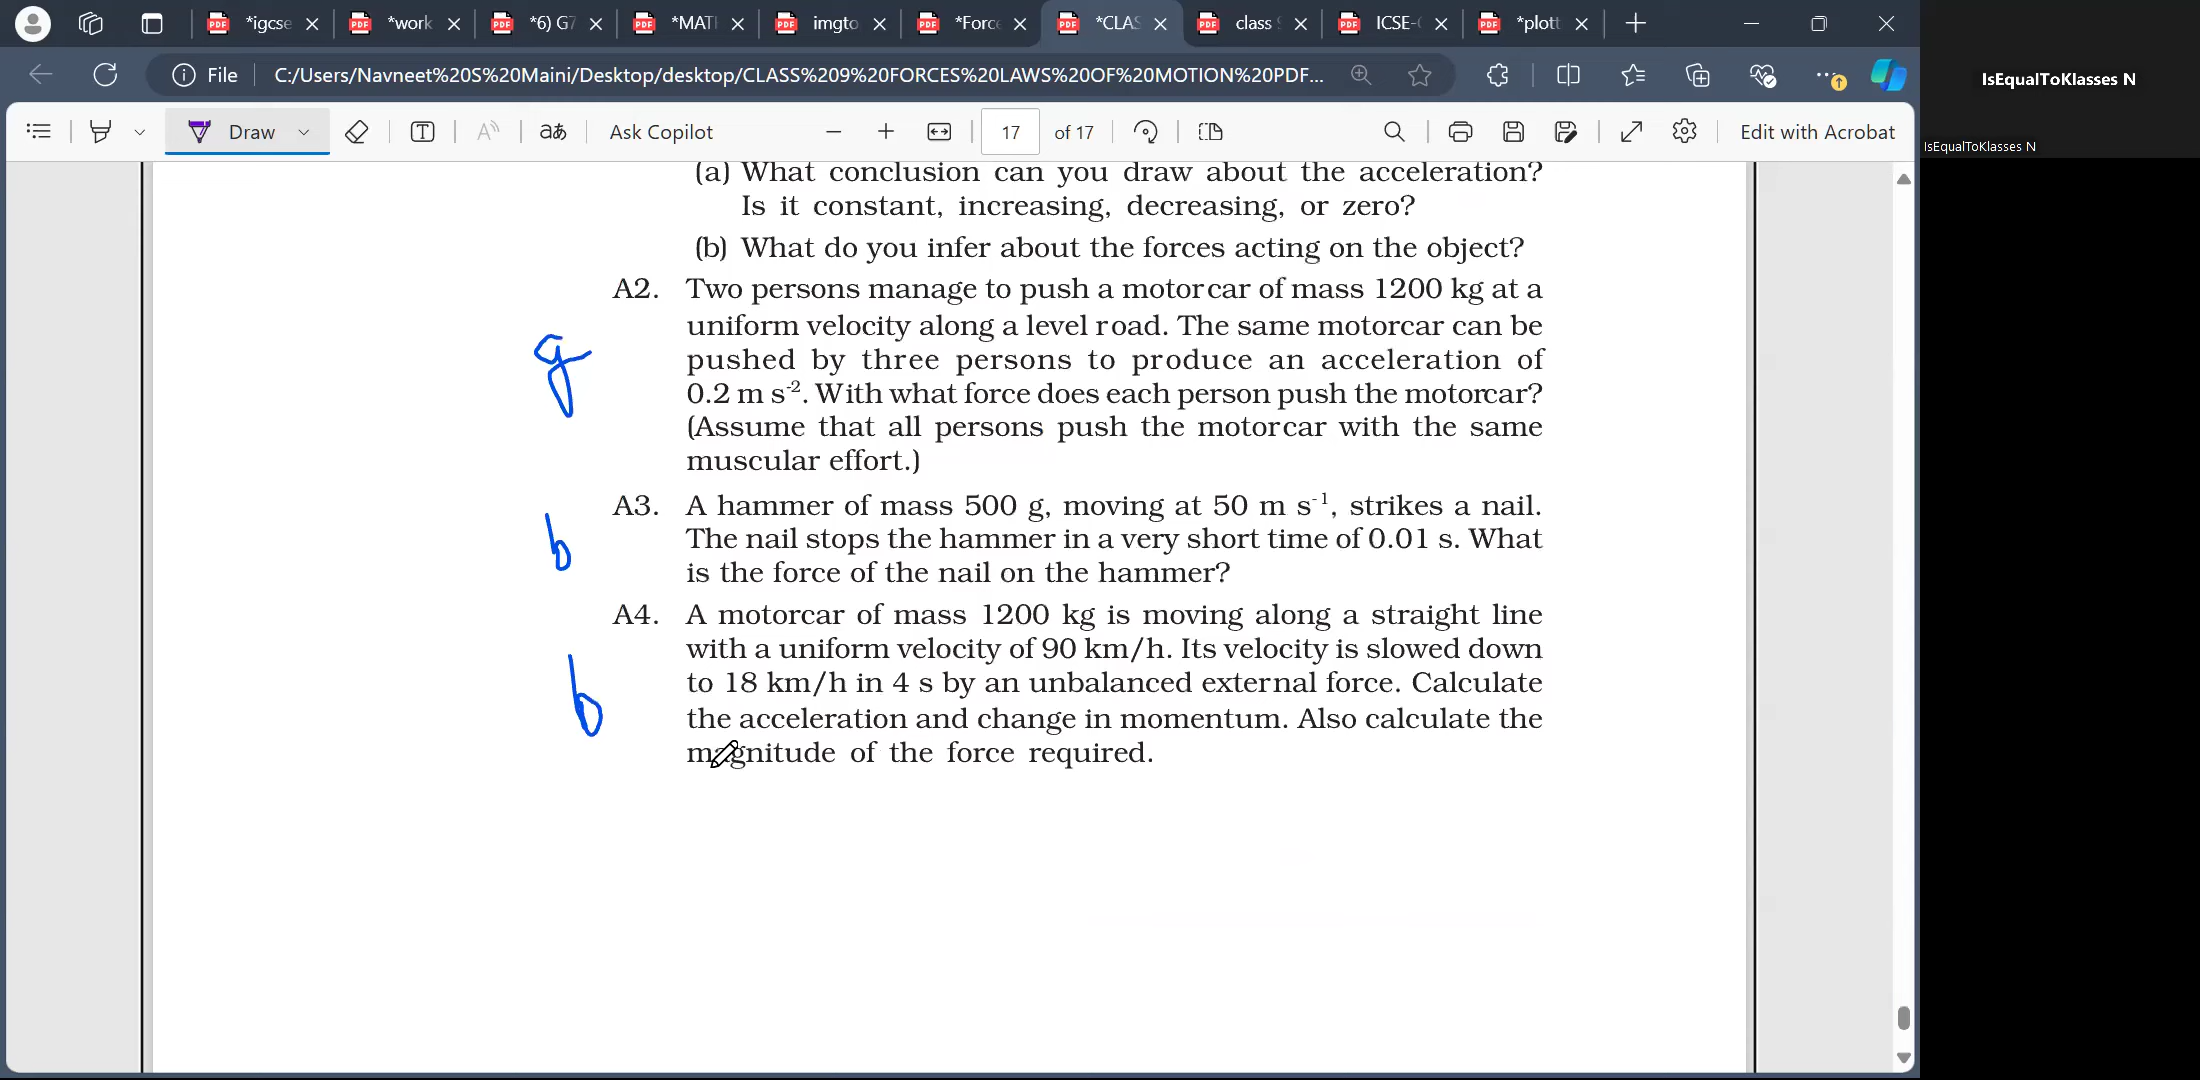 *igcse
*work
*6) G7
*MATH
imgto
*Force
*CLAS
class 9
ICSE-C
*plott
File
C:/Users/Navneet%20S%20Maini/Desktop/desktop/CLASS%209%20FORCES%20LAWS%20OF%20MOTION%20PDF...
Draw
Ask Copilot
17
of 17
Edit with Acrobat
IsEqualToKlasses N
IsEqualToKlasses N
(a) What conclusion can you draw about the acceleration?
Is it constant, increasing, decreasing, or zero?
(b) What do you infer about the forces acting on the object?
A2. Two persons manage to push a motorcar of mass 1200 kg at a
uniform velocity along a level road. The same motorcar can be
pushed by three persons to produce an acceleration of
0.2 m s⁻². With what force does each person push the motorcar?
(Assume that all persons push the motorcar with the same
muscular effort.)
A3. A hammer of mass 500 g, moving at 50 m s⁻¹, strikes a nail.
The nail stops the hammer in a very short time of 0.01 s. What
is the force of the nail on the hammer?
b
A4. A motorcar of mass 1200 kg is moving along a straight line
with a uniform velocity of 90 km/h. Its velocity is slowed down
to 18 km/h in 4 s by an unbalanced external force. Calculate
the acceleration and change in momentum. Also calculate the
magnitude of the force required.
b